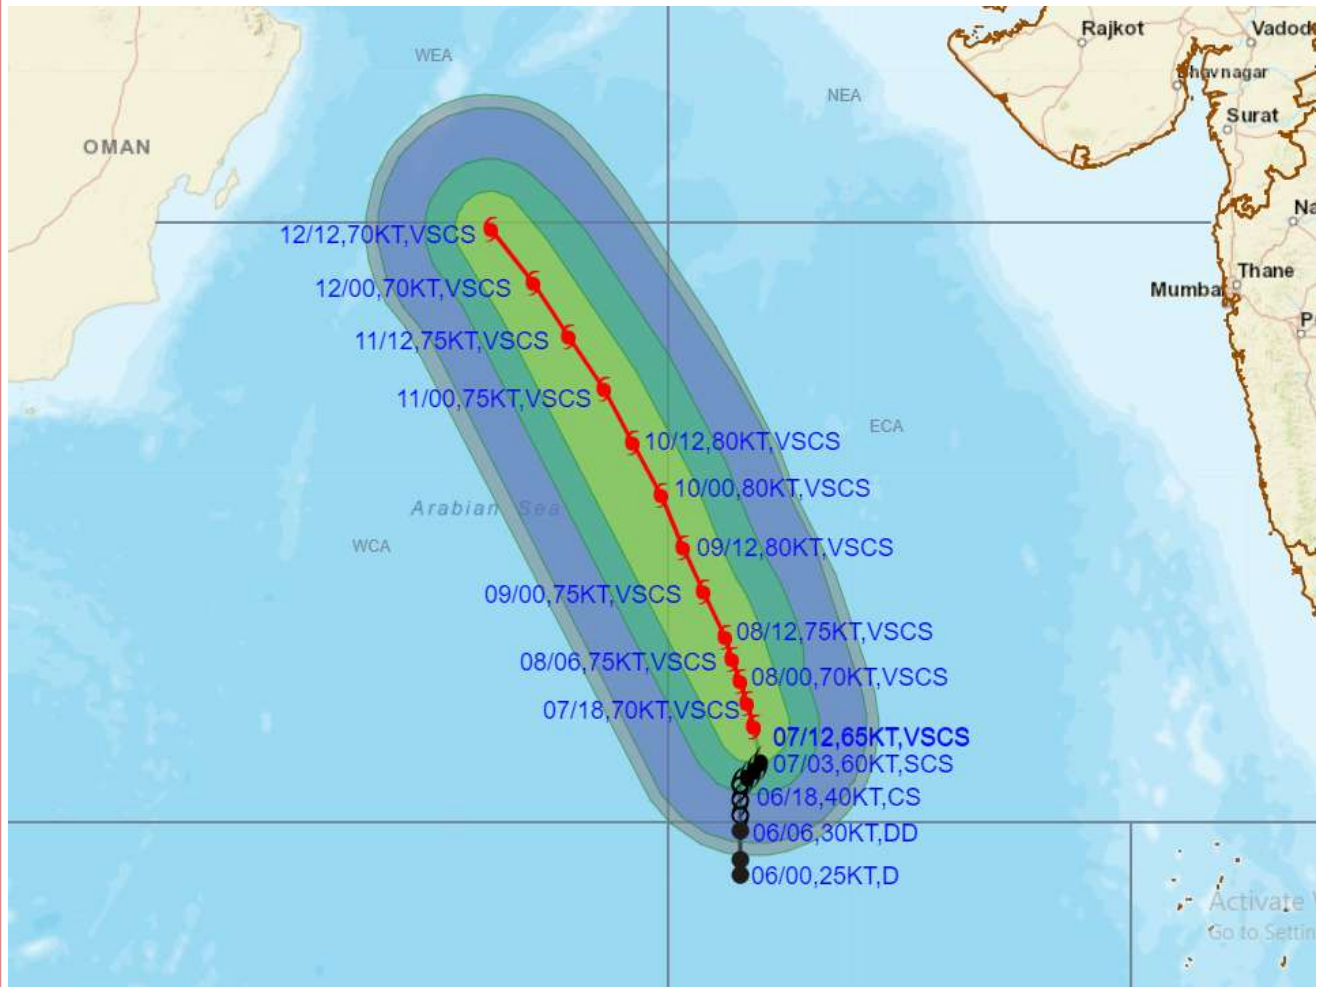 Rajkot
Vadod
WEA
Bhavnagar
NEA
Surat
OMAN
Na
12/12,70KT,VSCS
Thane
12/00,70KT,VSCS
Mumba
P
11/12,75KT,VSCS
11/00,75KT,VSCS
ECA
10/12,80KT,VSCS
10/00,80KT,VSCS
Arabian Sea
WCA
09/12,80KT,VSCS
09/00,75KT,VSCS
08/12,75KT,VSCS
08/06,75KT,VSCS
08/00,70KT,VSCS
07/18,70KT,VSCS
07/12,65KT,VSCS
07/03,60KT,SCS
06/18,40KT,CS
06/06,30KT,DD
06/00,25KT,D
Activate
Go to Settin